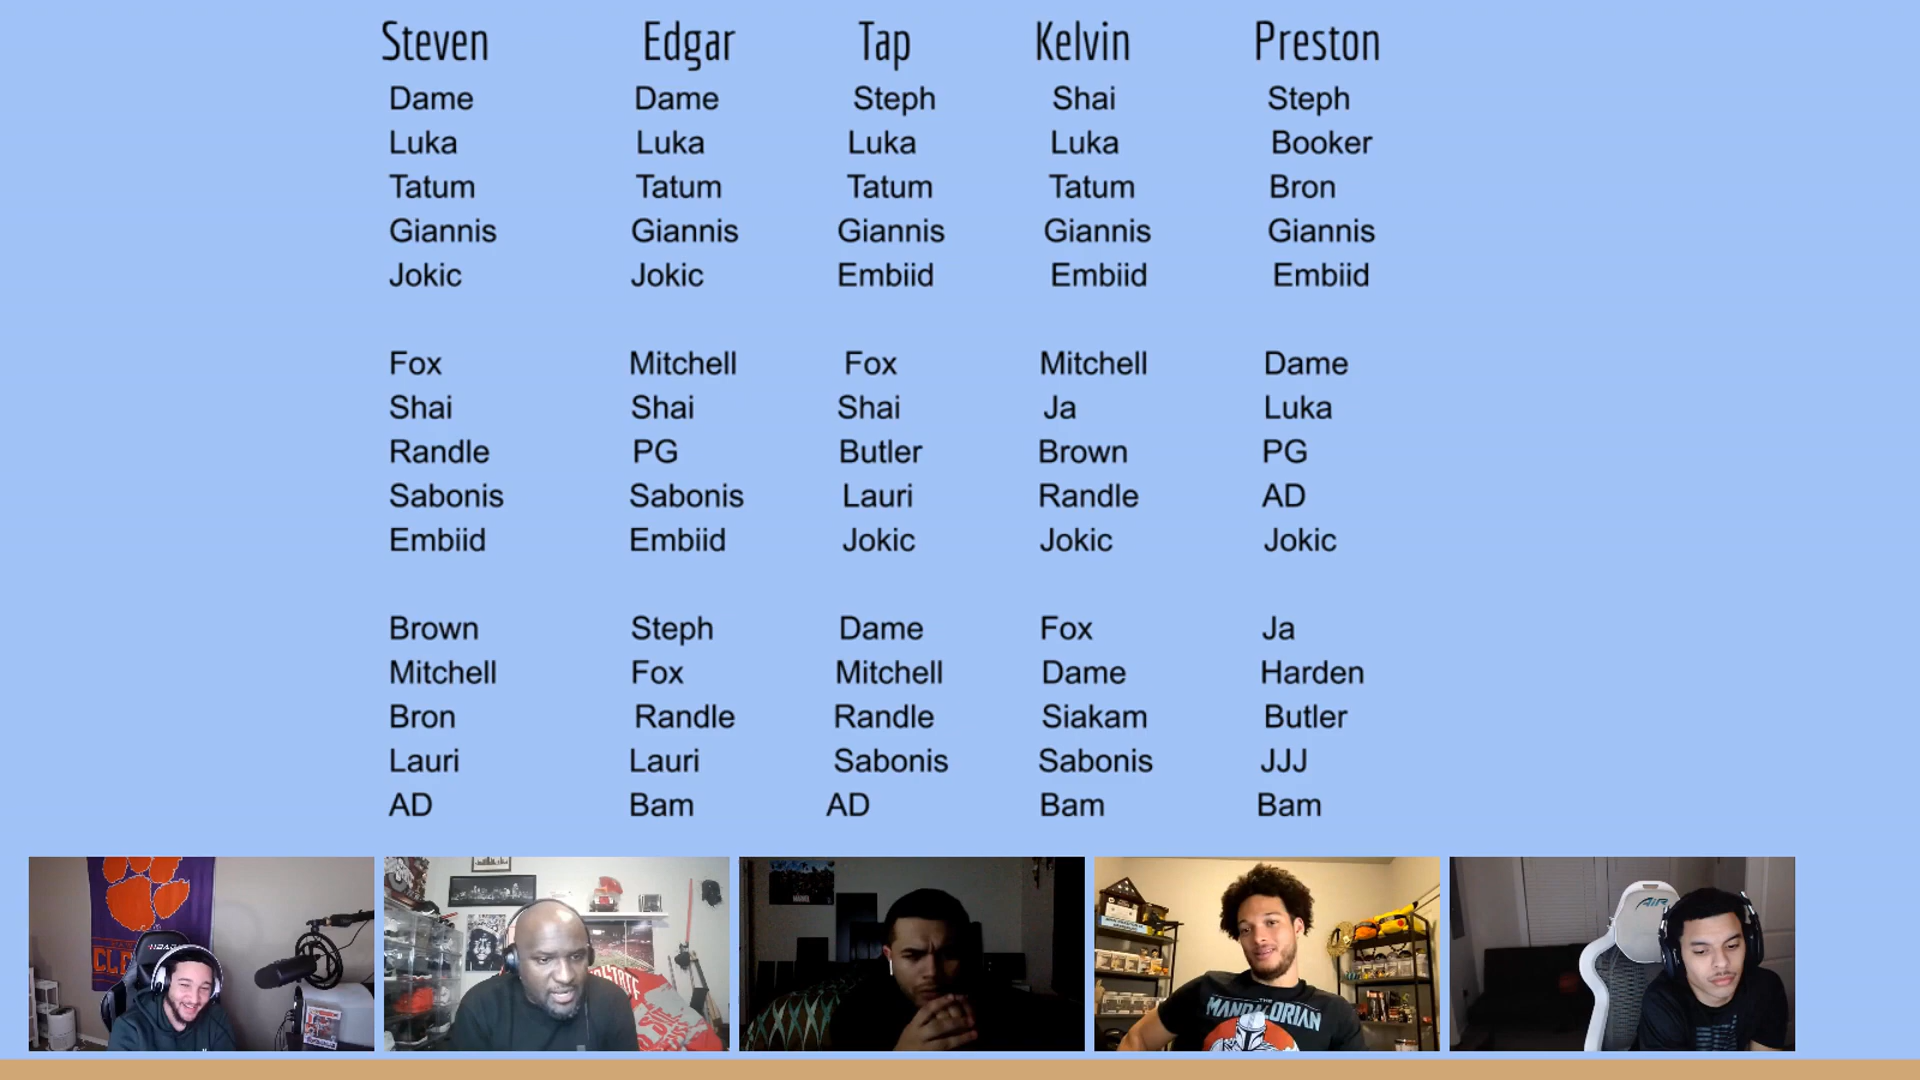 Steven Edgar Tap Kelvin Preston
Dame Dame Steph Shai Steph
Luka Luka Luka Luka Booker
Tatum Tatum Tatum Tatum Bron
Giannis Giannis Giannis Giannis Giannis
Jokic Jokic Embiid Embiid Embiid
Fox Mitchell Fox Mitchell Dame
Shai Shai Shai Ja Luka
Randle PG Butler Brown PG
Sabonis Sabonis Lauri Randle AD
Embiid Embiid Jokic Jokic Jokic
Brown Steph Dame Fox Ja
Mitchell Fox Mitchell Dame Harden
Bron Randle Randle Siakam Butler
Lauri Lauri Sabonis Sabonis JJJ
AD Bam AD Bam Bam
THE
MANDALORIAN
AIR